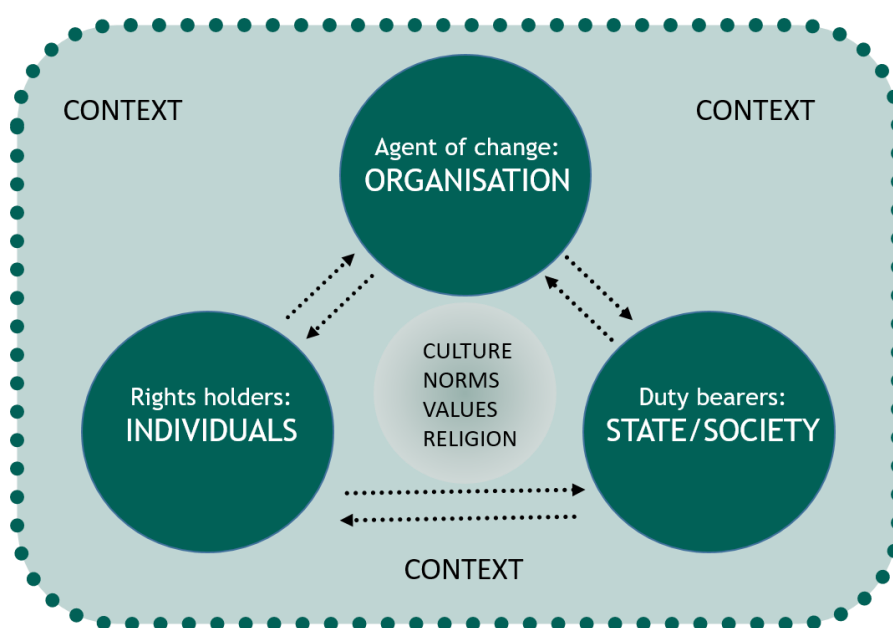 CONTEXT
CONTEXT
Agent of change:
ORGANISATION
CULTURE
NORMS
VALUES
RELIGION
Rights holders:
INDIVIDUALS
Duty bearers:
STATE/SOCIETY
CONTEXT